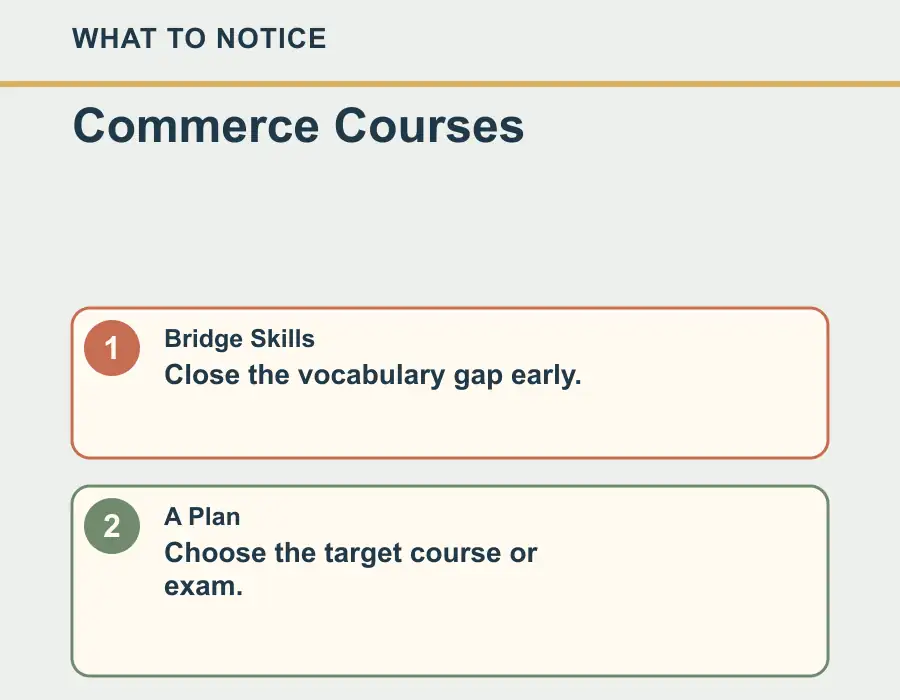 WHAT TO NOTICE
Commerce Courses
1
Bridge Skills
Close the vocabulary gap early.
2
A Plan
Choose the target course or
exam.